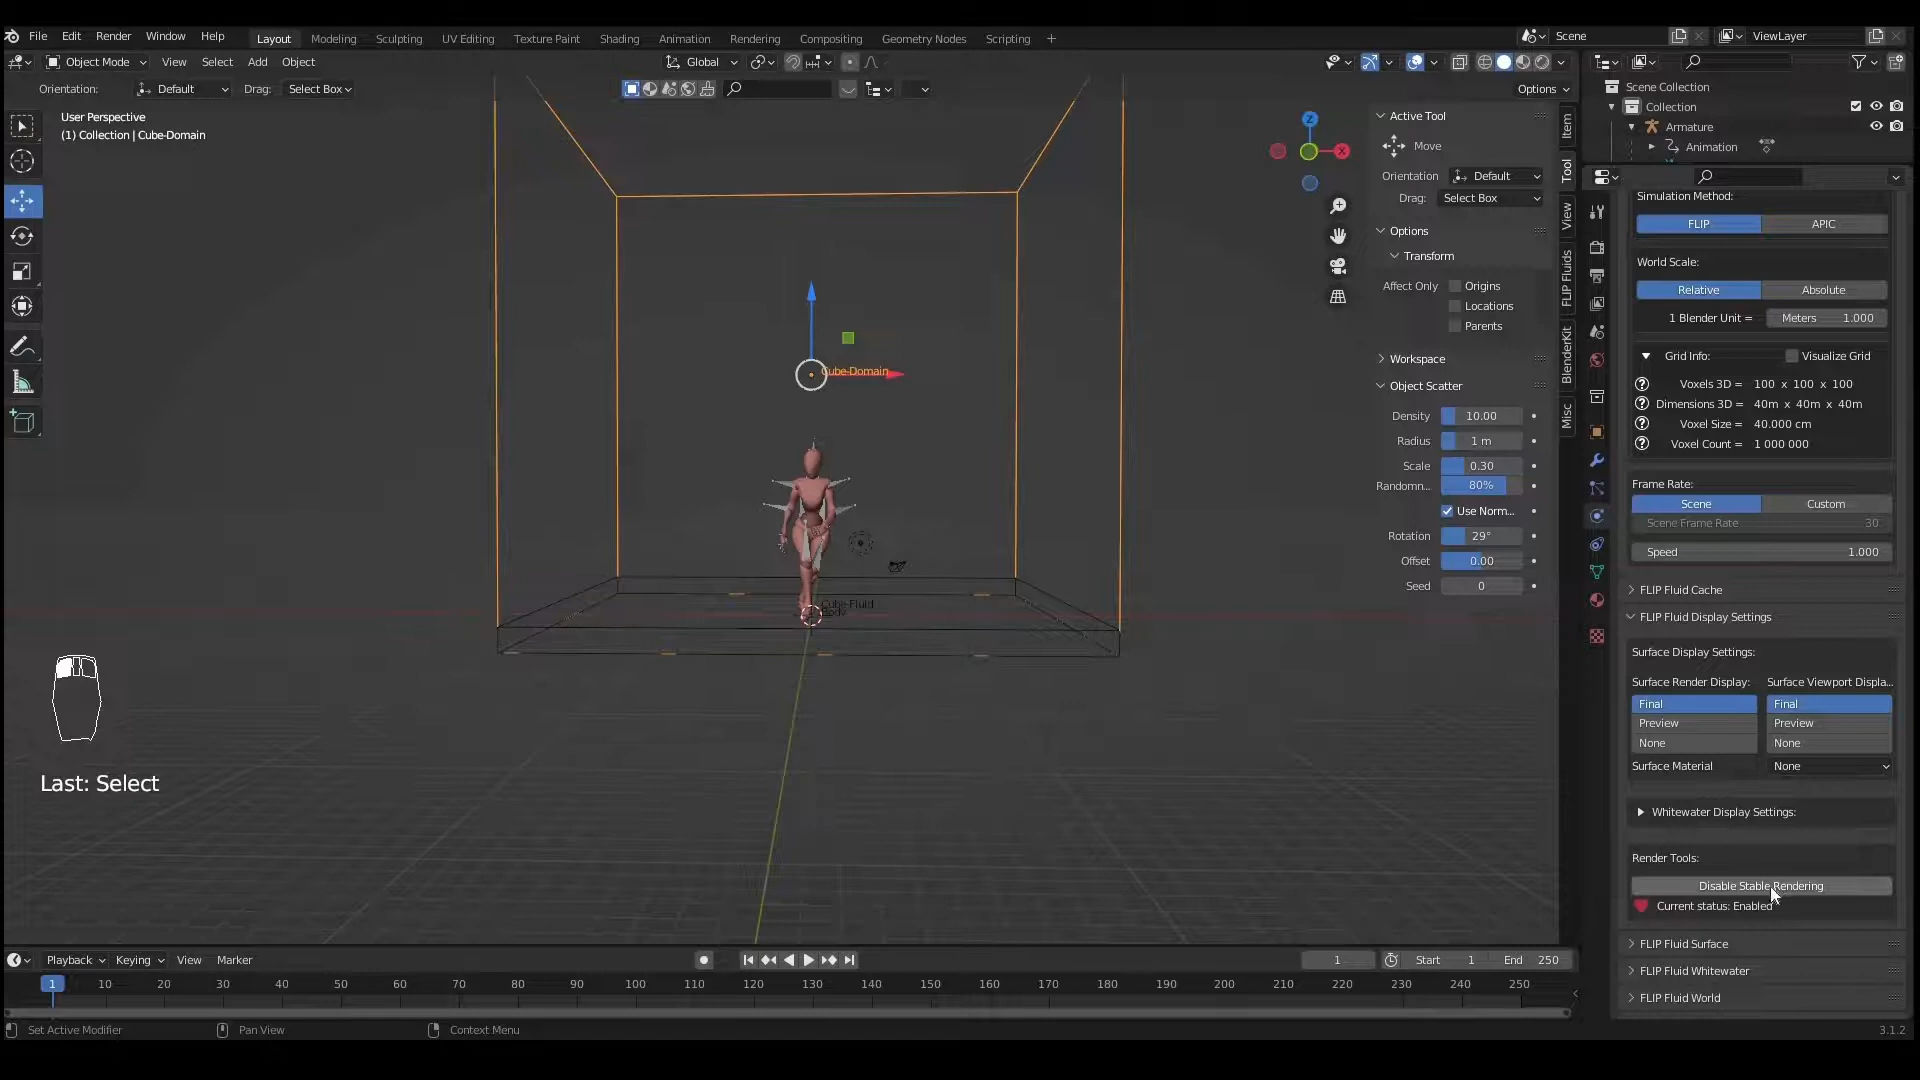 File Edit Render Window Help Layout Modeling Sculpting UV Editing Texture Paint Shading Animation Rendering Compositing Geometry Nodes Scripting + Scene ViewLayer
Object Mode View Select Add Object Global
Orientation: Default Drag: Select Box Options
User Perspective
(1) Collection | Cube-Domain
Z
X
Cube-Domain
Cube-Fluid
Body
Last: Select
Active Tool
Move
Orientation Default
Drag: Select Box
Options
Transform
Affect Only Origins
Locations
Parents
Workspace
Object Scatter
Density 10.00
Radius 1 m
Scale 0.30
Randomn... 80%
Use Norm...
Rotation 29°
Offset 0.00
Seed 0
Item
Tool
View
FLIP Fluids
BlenderKit
Misc
Scene Collection
Collection
Armature
Animation
Simulation Method:
FLIP APIC
World Scale:
Relative Absolute
1 Blender Unit = Meters 1.000
Grid Info: Visualize Grid
Voxels 3D = 100 x 100 x 100
Dimensions 3D = 40m x 40m x 40m
Voxel Size = 40.000 cm
Voxel Count = 1 000 000
Frame Rate:
Scene Custom
Scene Frame Rate 30
Speed 1.000
FLIP Fluid Cache
FLIP Fluid Display Settings
Surface Display Settings:
Surface Render Display: Surface Viewport Displa...
Final Final
Preview Preview
None None
Surface Material None
Whitewater Display Settings:
Render Tools:
Disable Stable Rendering
Current status: Enabled
FLIP Fluid Surface
FLIP Fluid Whitewater
FLIP Fluid World
Playback Keying View Marker 1 Start 1 End 250
1 10 20 30 40 50 60 70 80 90 100 110 120 130 140 150 160 170 180 190 200 210 220 230 240 250
Set Active Modifier Pan View Context Menu 3.1.2